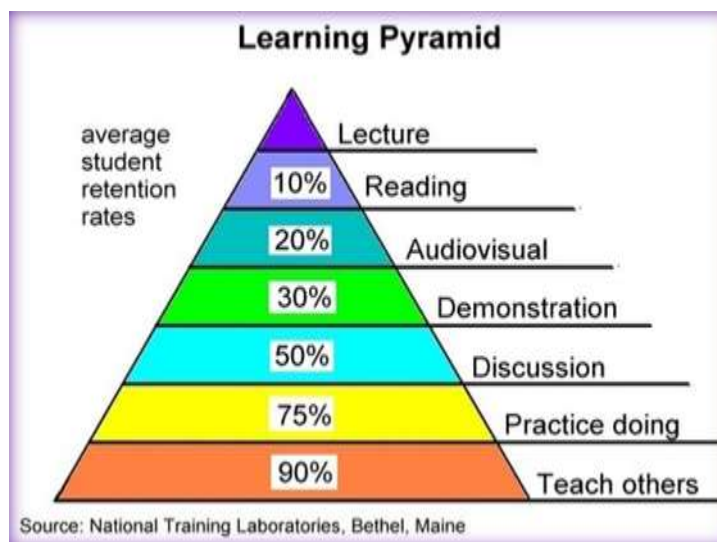 Learning Pyramid
average
student
retention
rates
Lecture
10% Reading
20% Audiovisual
30% Demonstration
50% Discussion
75% Practice doing
90% Teach others
Source: National Training Laboratories, Bethel, Maine